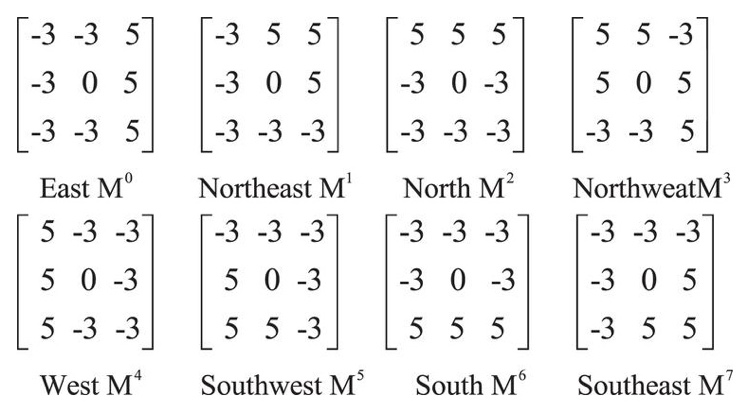 -3 -3 5 -3 5 5 5 5 5 5 5 -3
-3 0 5 -3 0 5 -3 0 -3 5 0 5
-3 -3 5 -3 -3 -3 -3 -3 -3 -3 -3 5
East M⁰ Northeast M¹ North M² NorthweatM³
5 -3 -3 -3 -3 -3 -3 -3 -3 -3 -3 -3
5 0 -3 5 0 -3 -3 0 -3 -3 0 5
5 -3 -3 5 5 -3 5 5 5 -3 5 5
West M⁴ Southwest M⁵ South M⁶ Southeast M⁷